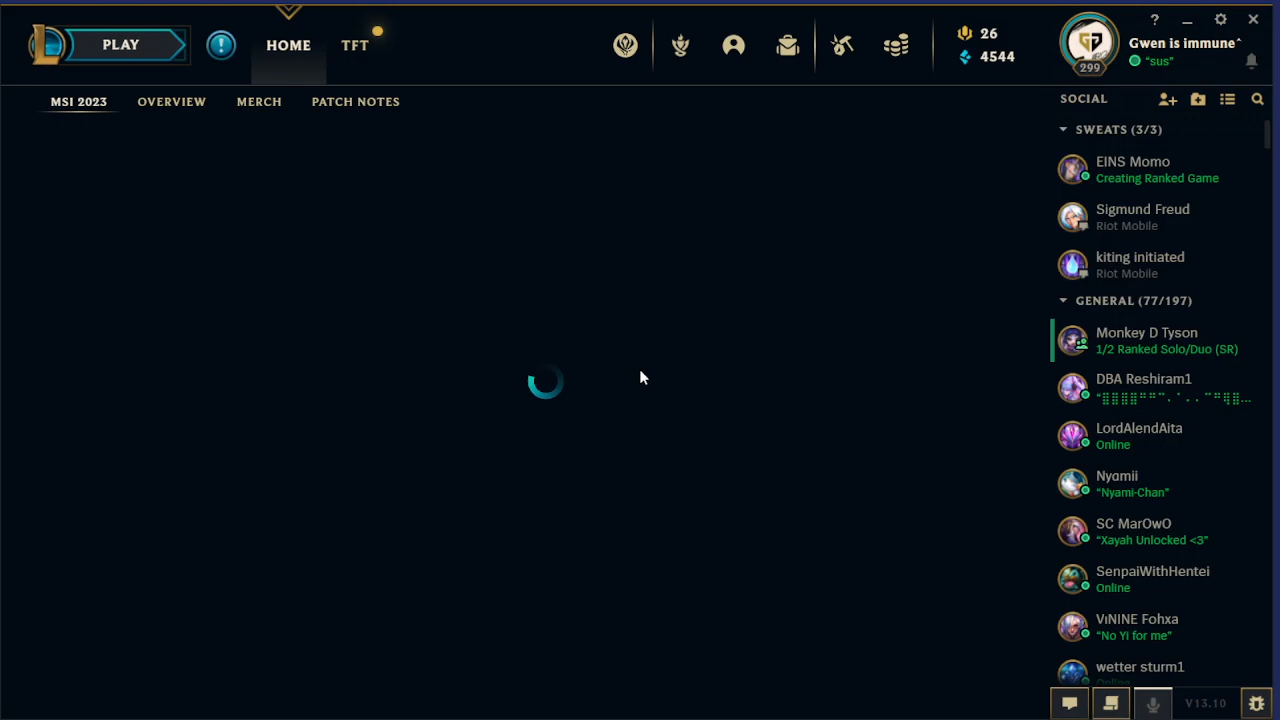 PLAY
HOME
TFT
26
4544
299
Gwen is immune^
"sus"
MSI 2023
OVERVIEW
MERCH
PATCH NOTES
SOCIAL
SWEATS (3/3)
EINS Momo
Creating Ranked Game
Sigmund Freud
Riot Mobile
kiting initiated
Riot Mobile
GENERAL (77/197)
Monkey D Tyson
1/2 Ranked Solo/Duo (SR)
DBA Reshiram1
LordAlendAita
Online
Nyamii
"Nyami-Chan"
SC MarOwO
"Xayah Unlocked <3"
SenpaiWithHentei
Online
VıNINE Fohxa
"No Yi for me"
wetter sturm1
Online
V13.10